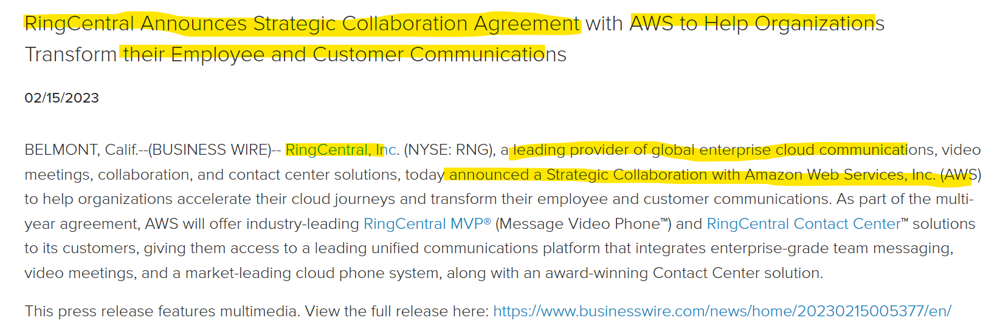 RingCentral Announces Strategic Collaboration Agreement with AWS to Help Organizations
Transform their Employee and Customer Communications
02/15/2023
BELMONT, Calif.--(BUSINESS WIRE)-- RingCentral, Inc. (NYSE: RNG), a leading provider of global enterprise cloud communications, video
meetings, collaboration, and contact center solutions, today announced a Strategic Collaboration with Amazon Web Services, Inc. (AWS)
to help organizations accelerate their cloud journeys and transform their employee and customer communications. As part of the multi-
year agreement, AWS will offer industry-leading RingCentral MVP® (Message Video Phone™) and RingCentral Contact Center™ solutions
to its customers, giving them access to a leading unified communications platform that integrates enterprise-grade team messaging,
video meetings, and a market-leading cloud phone system, along with an award-winning Contact Center solution.
This press release features multimedia. View the full release here: https://www.businesswire.com/news/home/20230215005377/en/